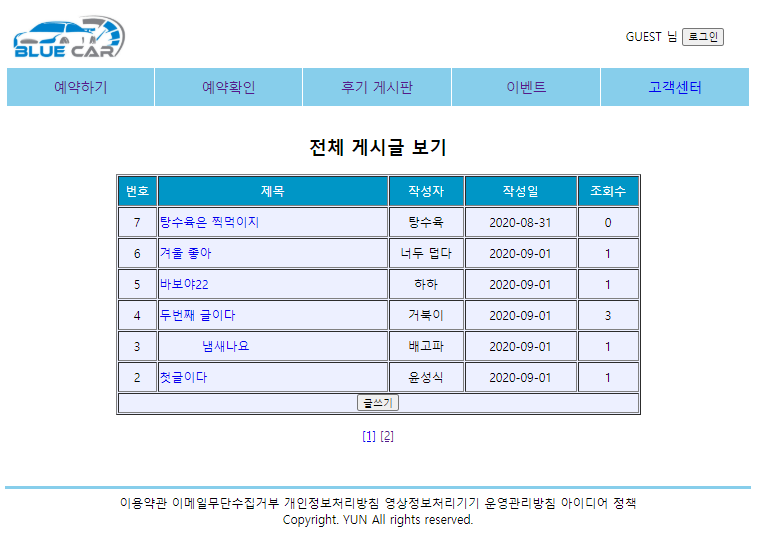 BLUE CAR
GUEST 님 로그인
예약하기 예약확인 후기 게시판 이벤트 고객센터
전체 게시글 보기
번호 제목 작성자 작성일 조회수
7 탕수육은 찍먹이지 탕수육 2020-08-31 0
6 겨울 좋아 너두 덥다 2020-09-01 1
5 바보야22 하하 2020-09-01 1
4 두번째 글이다 거북이 2020-09-01 3
3 냄새나요 배고파 2020-09-01 1
2 첫글이다 윤성식 2020-09-01 1
글쓰기
[1] [2]
이용약관 이메일무단수집거부 개인정보처리방침 영상정보처리기기 운영관리방침 아이디어 정책
Copyright. YUN All rights reserved.